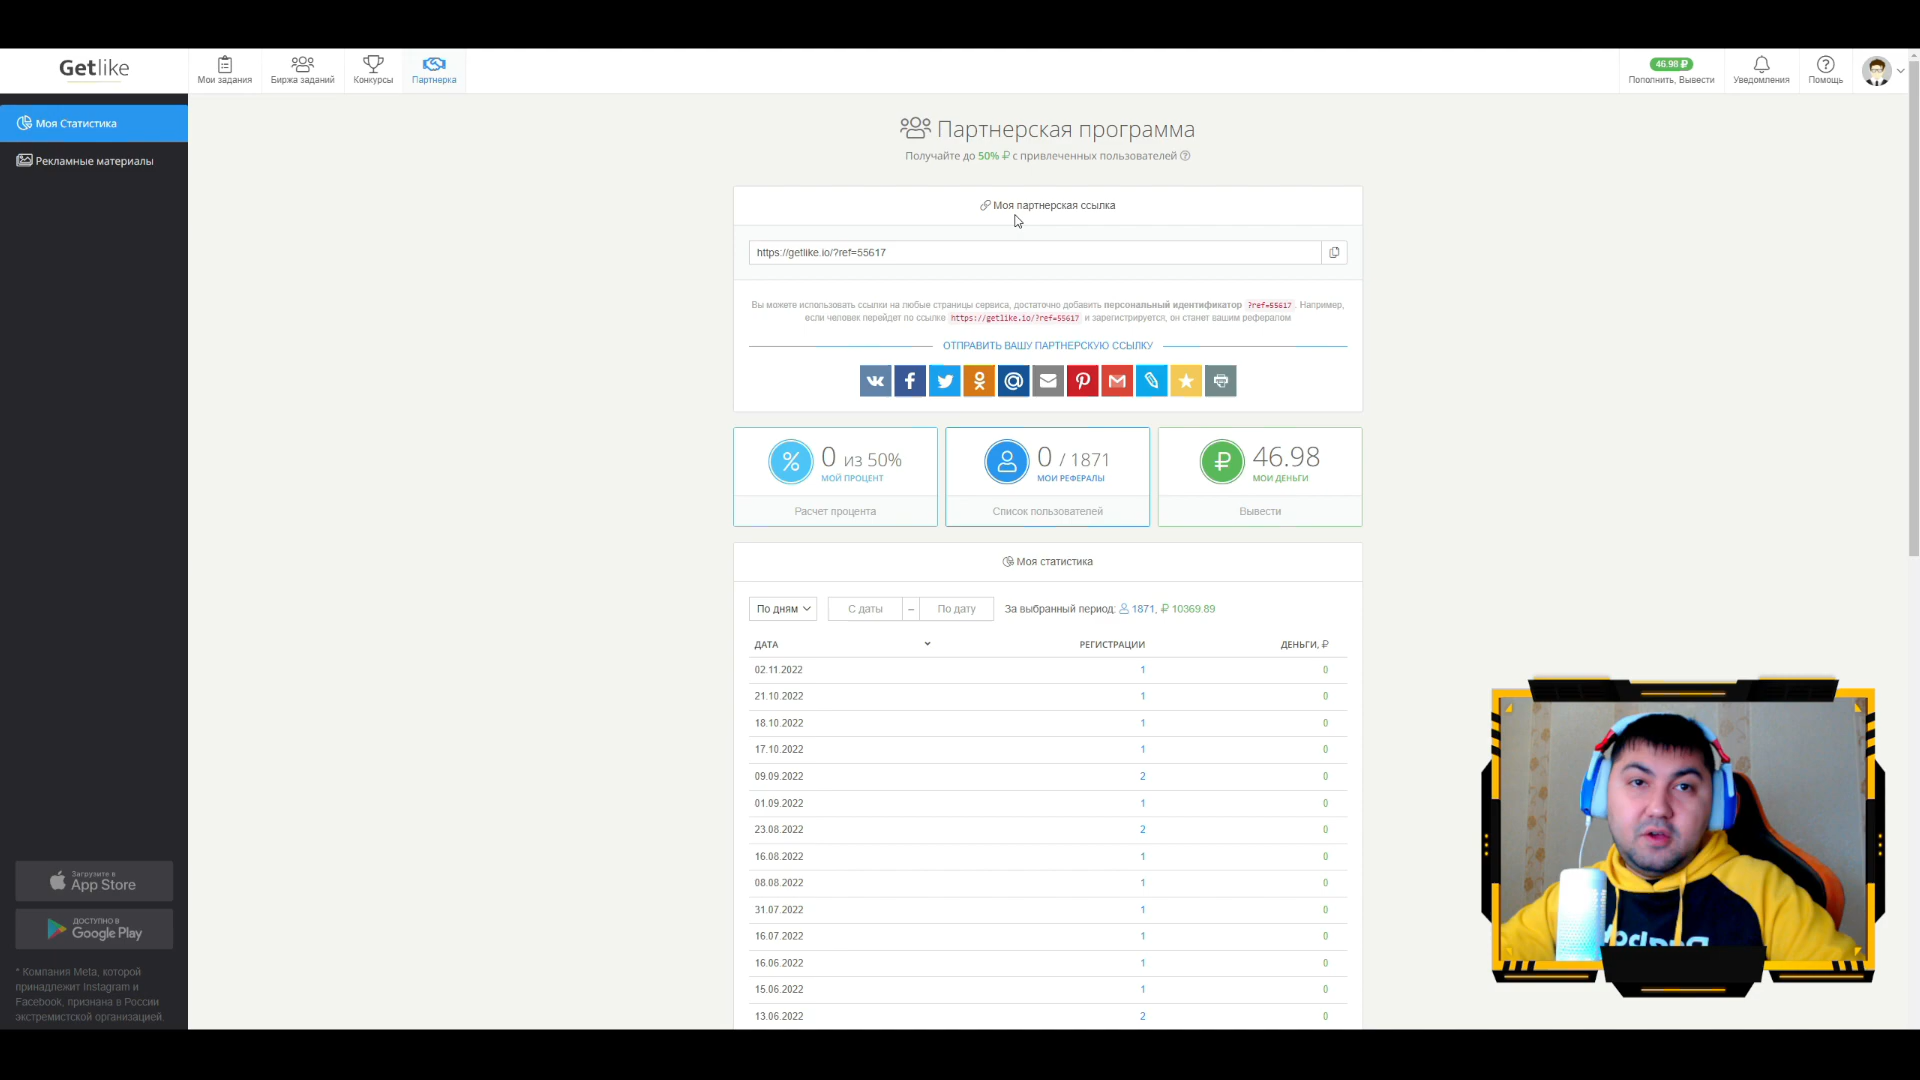 Getlike
Мои задания
Биржа заданий
Конкурсы
Партнерка
46.98 ₽
Пополнить, Вывести
Уведомления
Помощь
Моя Статистика
Рекламные материалы
Партнерская программа
Получайте до 50% ₽ с привлеченных пользователей
Моя партнерская ссылка
https://getlike.io/?ref=55617
Вы можете использовать ссылки на любые страницы сервиса, достаточно добавить персональный идентификатор ?ref=55617. Например,
если человек перейдет по ссылке https://getlike.io/?ref=55617 и зарегистрируется, он станет вашим рефералом
ОТПРАВИТЬ ВАШУ ПАРТНЕРСКУЮ ССЫЛКУ
0 из 50%
МОЙ ПРОЦЕНТ
Расчет процента
0 / 1871
МОИ РЕФЕРАЛЫ
Список пользователей
46.98
МОИ ДЕНЬГИ
Вывести
Моя статистика
По дням
С даты – По дату
За выбранный период: 1871, ₽ 10369.89
ДАТА РЕГИСТРАЦИИ ДЕНЬГИ, ₽
02.11.2022 1 0
21.10.2022 1 0
18.10.2022 1 0
17.10.2022 1 0
09.09.2022 2 0
01.09.2022 1 0
23.08.2022 2 0
16.08.2022 1 0
08.08.2022 1 0
31.07.2022 1 0
16.07.2022 1 0
16.06.2022 1 0
15.06.2022 1 0
13.06.2022 2 0
Загрузите в
App Store
ДОСТУПНО В
Google Play
* Компания Meta, которой
принадлежит Instagram и
Facebook, признана в России
экстремистской организацией.